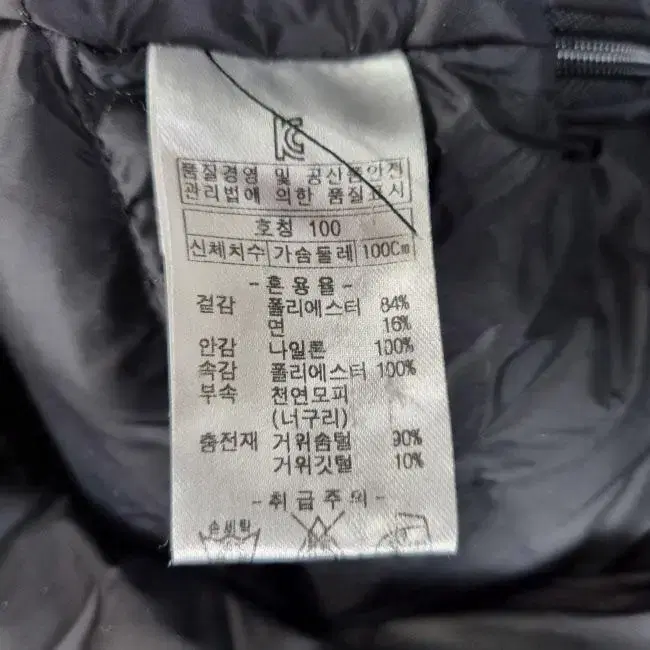 KC
품질경영 및 공산품안전
관리법에 의한 품질표시
호칭 100
신체치수 가슴둘레 100Cm
- 혼 용 율 -
겉감 폴리에스터 84%
면 16%
안감 나일론 100%
속감 폴리에스터 100%
부속 천연모피
(너구리)
충전재 거위솜털 90%
거위깃털 10%
- 취 급 주 의 -
손세탁